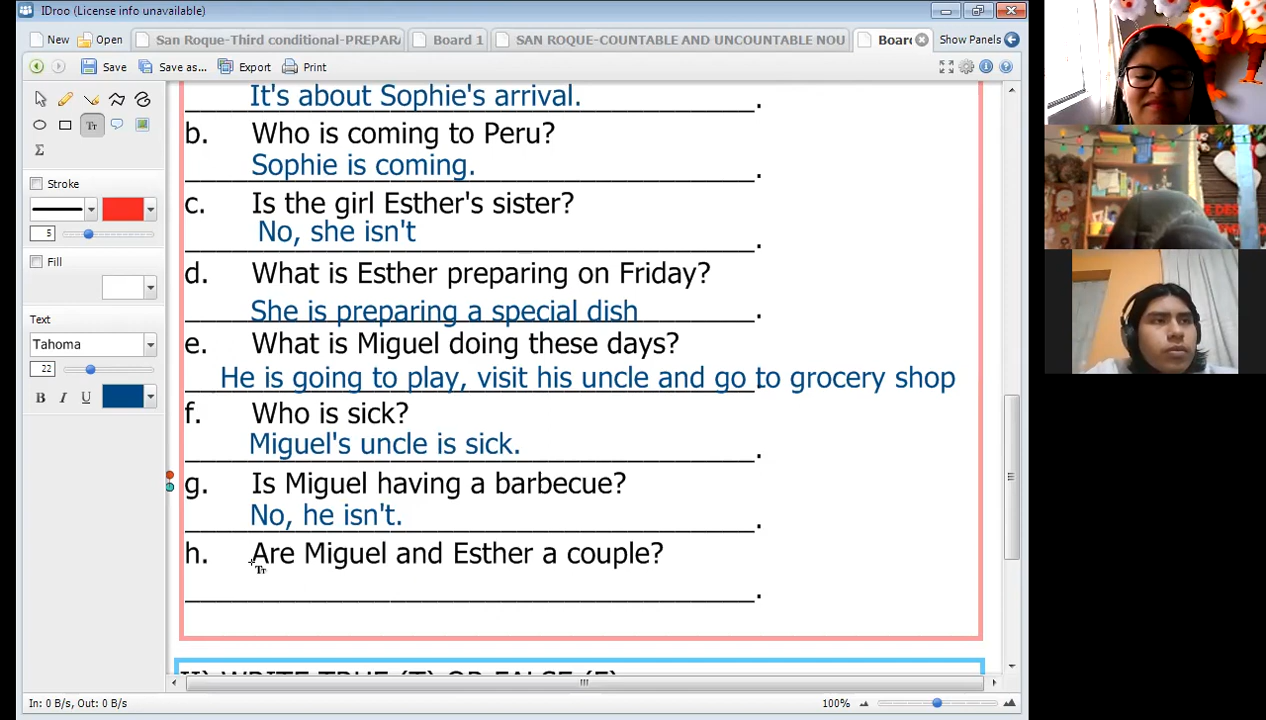 IDroo (License info unavailable)
New Open San Roque-Third conditional-PREPAR Board 1 SAN ROQUE-COUNTABLE AND UNCOUNTABLE NOU Board Show Panels
Save Save as... Export Print
Stroke
5
Fill
Text
Tahoma
22
B I U
It's about Sophie's arrival.
b. Who is coming to Peru?
Sophie is coming.
c. Is the girl Esther's sister?
No, she isn't
d. What is Esther preparing on Friday?
She is preparing a special dish
e. What is Miguel doing these days?
He is going to play, visit his uncle and go to grocery shop
f. Who is sick?
Miguel's uncle is sick.
g. Is Miguel having a barbecue?
No, he isn't.
h. Are Miguel and Esther a couple?
II) WRITE TRUE (T) OR FALSE (F)
In: 0 B/s, Out: 0 B/s
100%